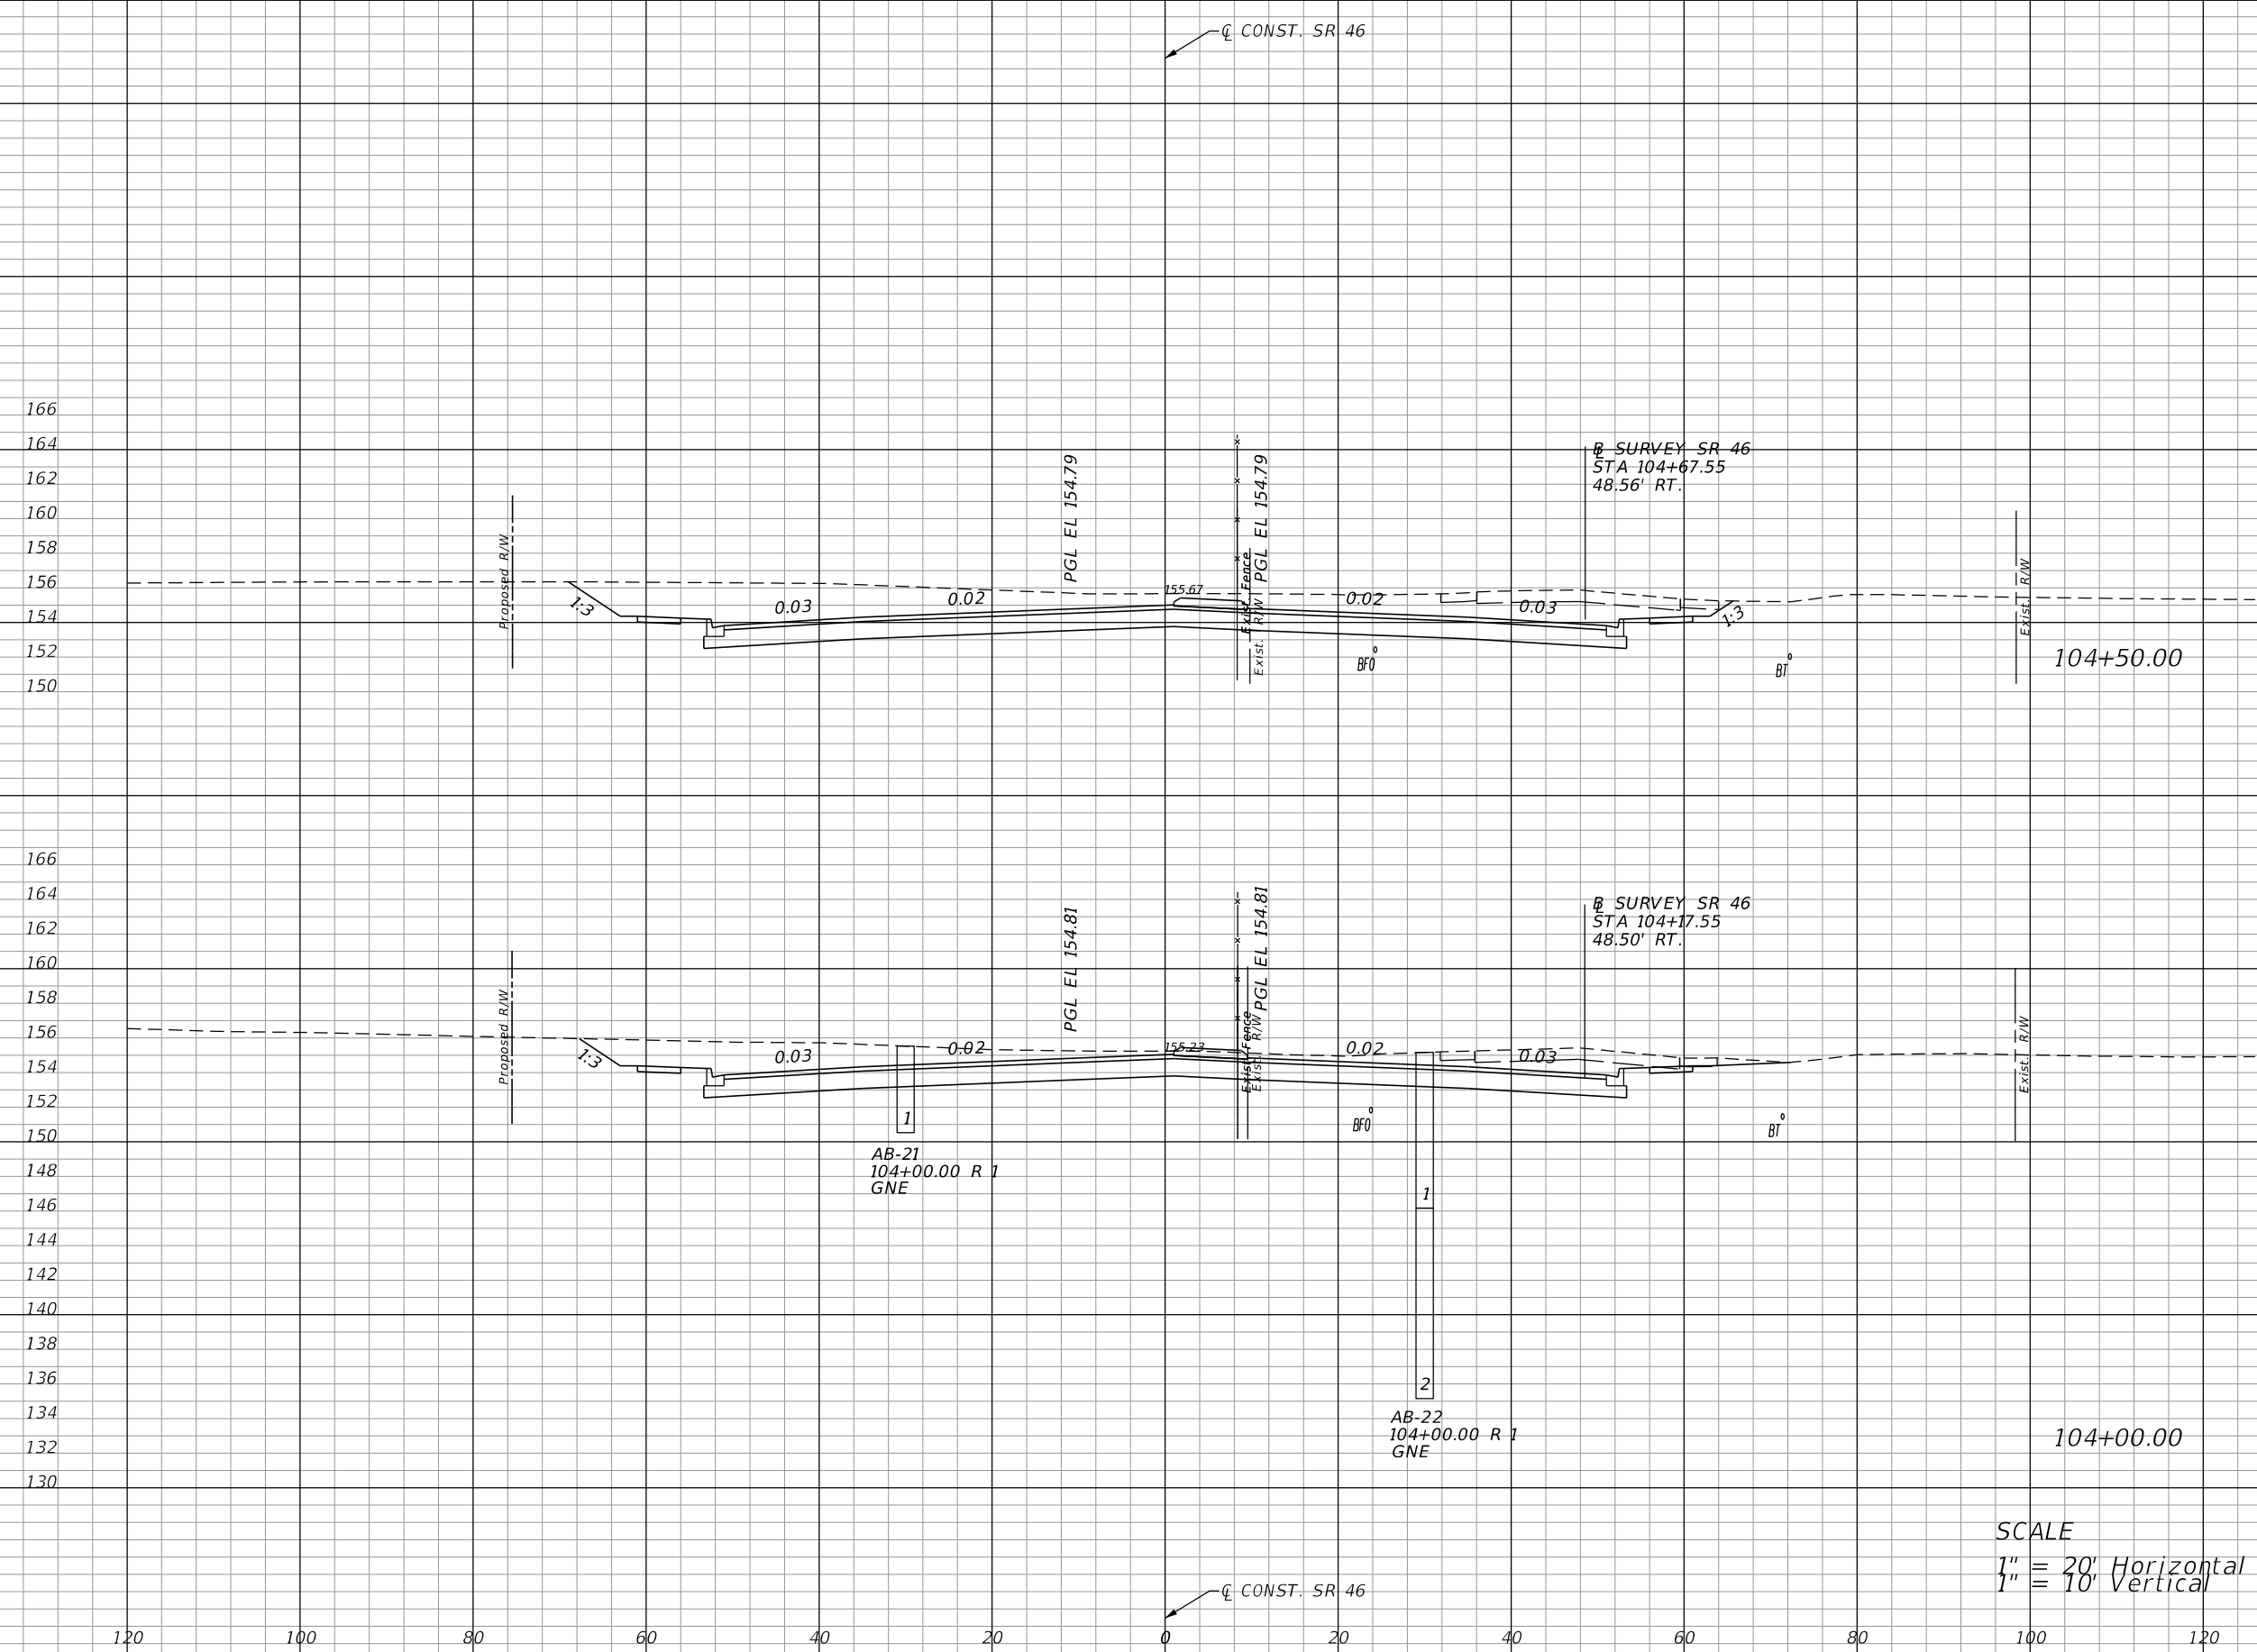 ℄ CONST. SR 46
166
164
162
160
158
156
154
152
150
Proposed R/W
1:3
0.03
0.02
PGL EL 154.79
155.67
Exist. Fence
Exist. R/W
PGL EL 154.79
0.02
0.03
BFO
B̵L SURVEY SR 46
STA 104+67.55
48.56' RT.
1:3
BT
Exist. R/W
104+50.00
166
164
162
160
158
156
154
152
150
148
146
144
142
140
138
136
134
132
130
Proposed R/W
1:3
0.03
0.02
PGL EL 154.81
155.23
Exist. Fence
Exist. R/W
PGL EL 154.81
0.02
0.03
BFO
B̵L SURVEY SR 46
STA 104+17.55
48.50' RT.
BT
Exist. R/W
1
AB-21
104+00.00 R 1
GNE
1
2
AB-22
104+00.00 R 1
GNE
104+00.00
SCALE
1" = 20' Horizontal
1" = 10' Vertical
℄ CONST. SR 46
120 100 80 60 40 20 0 20 40 60 80 100 120